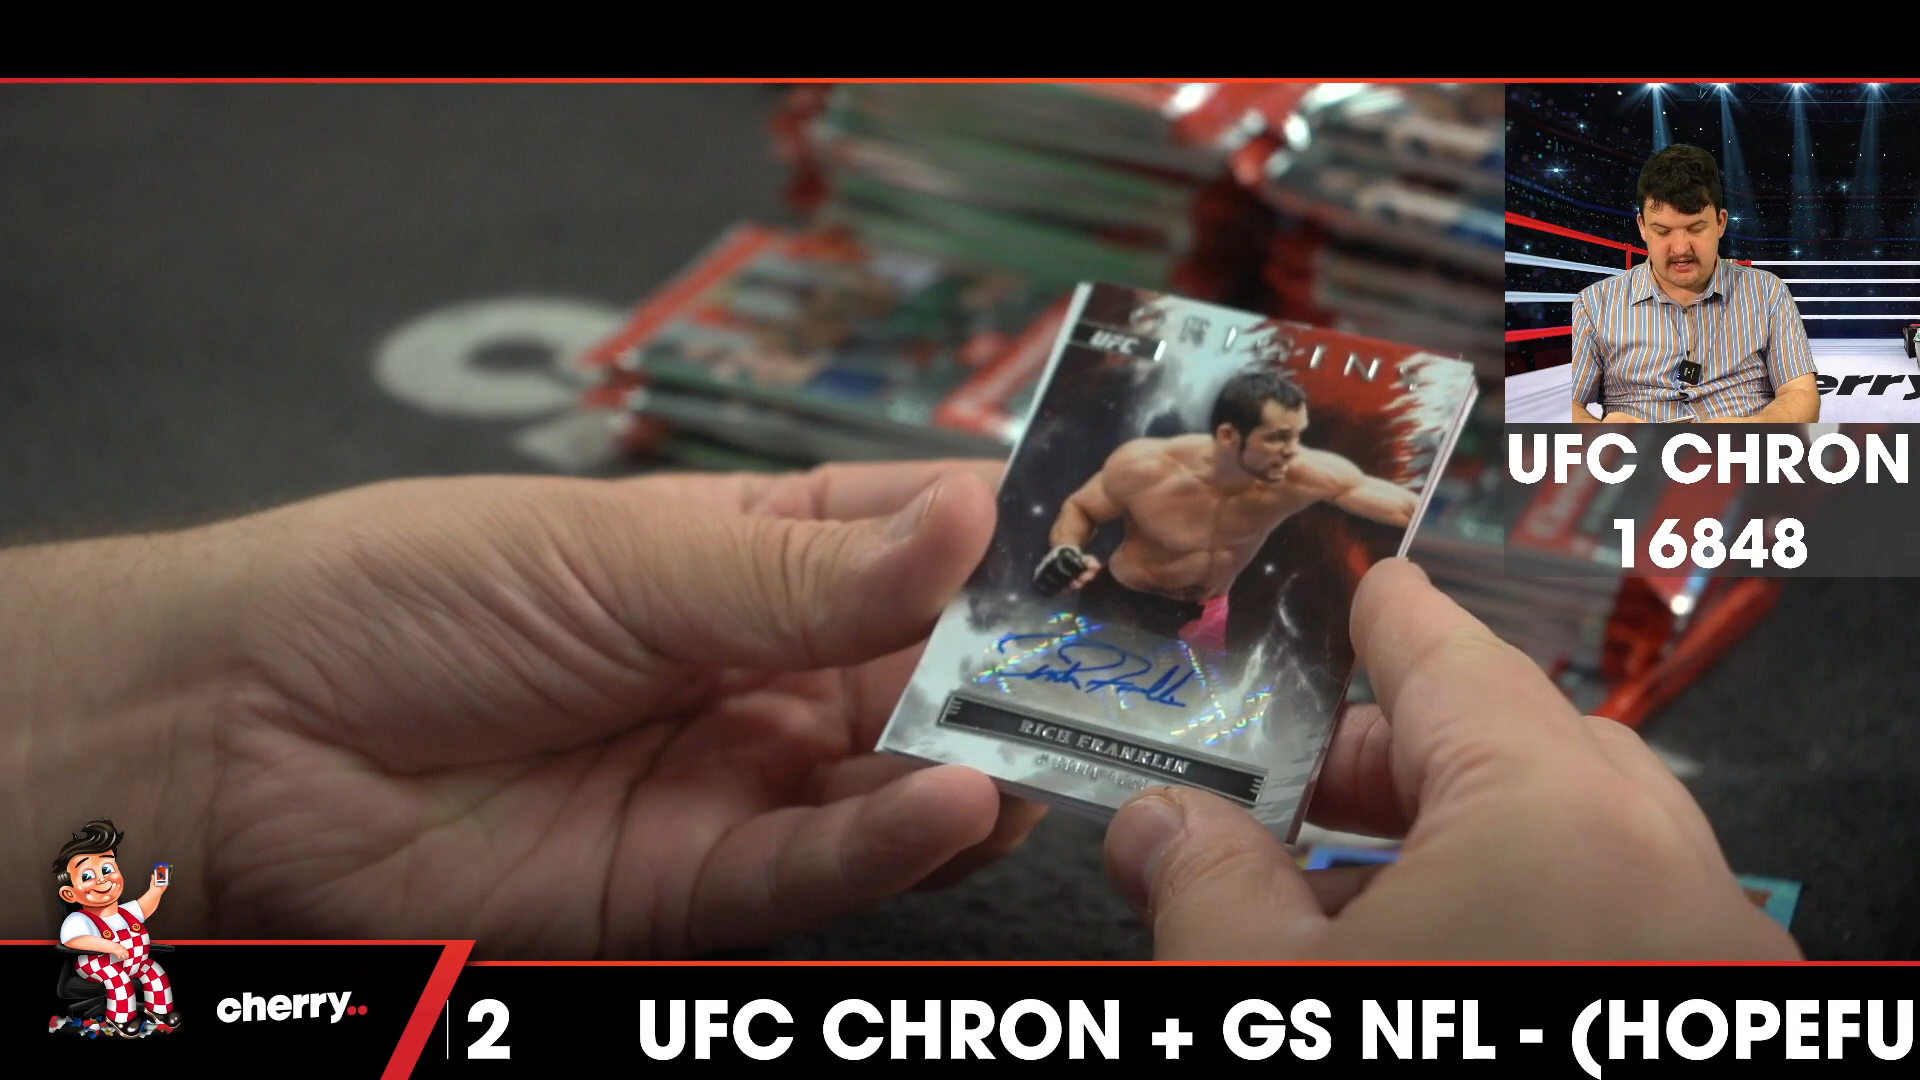 UFC
RICH FRANKLIN
UFC CHRON
16848
cherry..
2 UFC CHRON + GS NFL - (HOPEFU